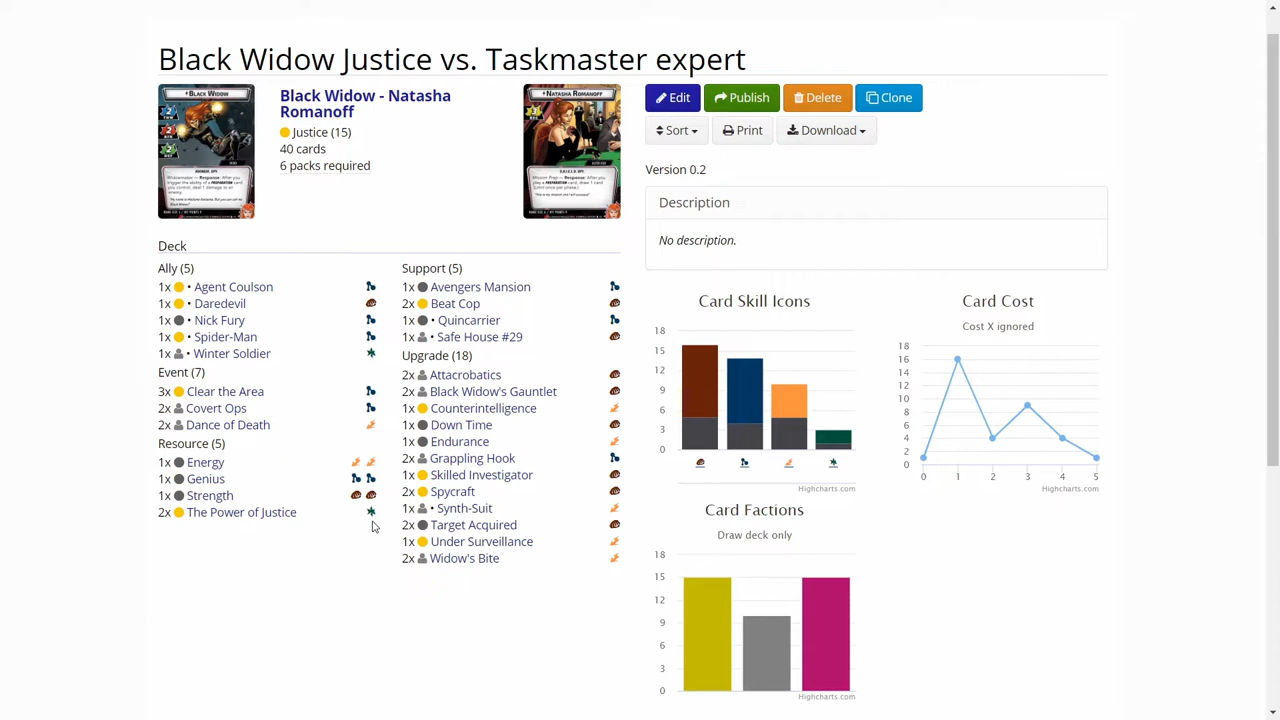 Black Widow Justice vs. Taskmaster expert
BLACK WIDOW
Black Widow - Natasha
Romanoff
Justice (15)
40 cards
6 packs required
NATASHA ROMANOFF
Edit
Publish
Delete
Clone
Sort
Print
Download
Version 0.2
Description
No description.
Deck
Ally (5)
1x • Agent Coulson
1x • Daredevil
1x • Nick Fury
1x • Spider-Man
1x • Winter Soldier
Event (7)
3x Clear the Area
2x Covert Ops
2x Dance of Death
Resource (5)
1x Energy
1x Genius
1x Strength
2x The Power of Justice
Support (5)
1x Avengers Mansion
2x Beat Cop
1x • Quincarrier
1x • Safe House #29
Upgrade (18)
2x Attacrobatics
2x Black Widow's Gauntlet
1x Counterintelligence
1x Down Time
1x Endurance
2x Grappling Hook
1x Skilled Investigator
2x Spycraft
1x • Synth-Suit
2x Target Acquired
1x Under Surveillance
2x Widow's Bite
Card Skill Icons
18
15
12
9
6
3
0
Highcharts.com
Card Cost
Cost X ignored
18
16
14
12
10
8
6
4
2
0
0 1 2 3 4 5
Highcharts.com
Card Factions
Draw deck only
18
15
12
9
6
3
0
Highcharts.com